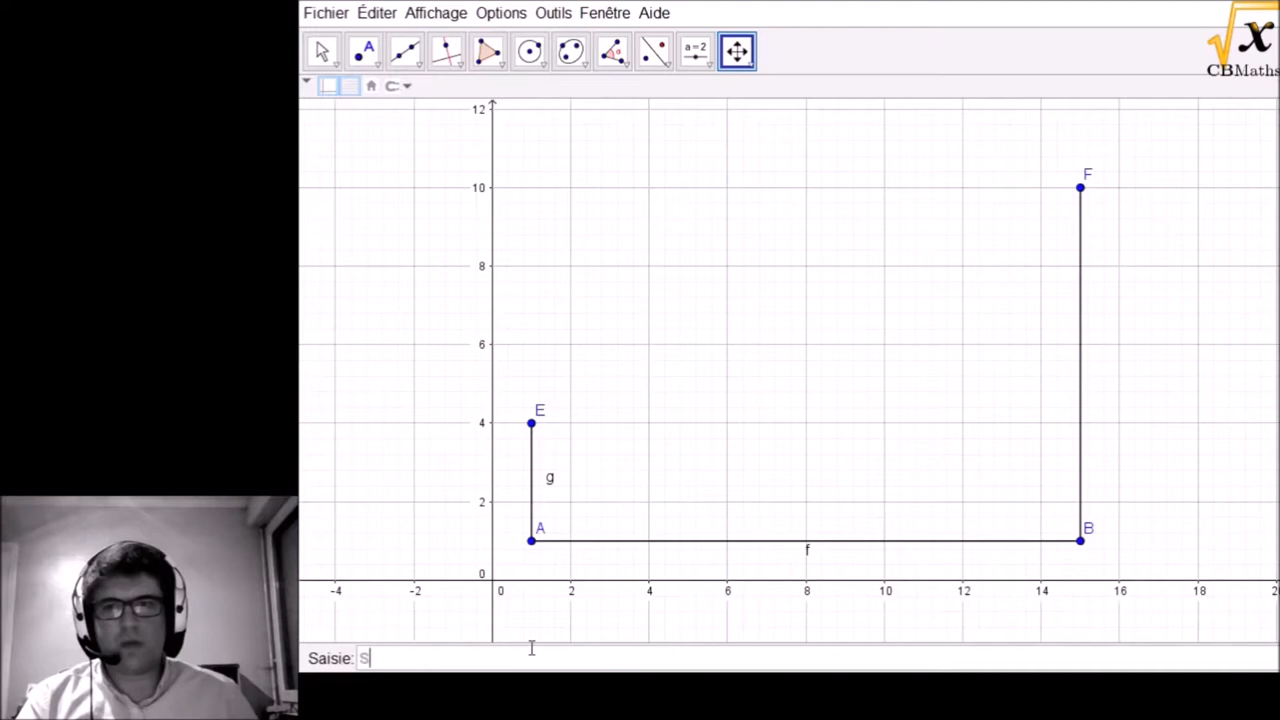 Fichier Éditer Affichage Options Outils Fenêtre Aide
A
a=2
CBMaths
12
10
8
6
4
2
0
F
E
g
A
B
f
-4 -2 0 2 4 6 8 10 12 14 16 18 20
Saisie: S